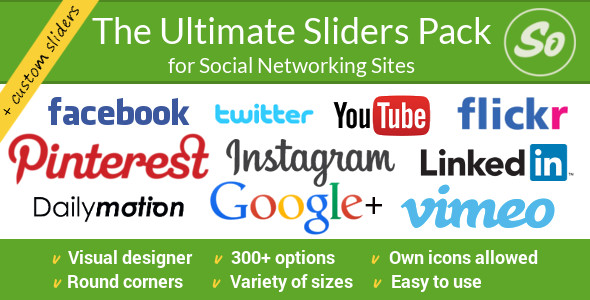 + custom sliders
The Ultimate Sliders Pack
for Social Networking Sites
So
facebook twitter YouTube flickr
Pinterest Instagram LinkedIn™
Dailymotion Google+ vimeo
✓ Visual designer ✓ 300+ options ✓ Own icons allowed
✓ Round corners ✓ Variety of sizes ✓ Easy to use